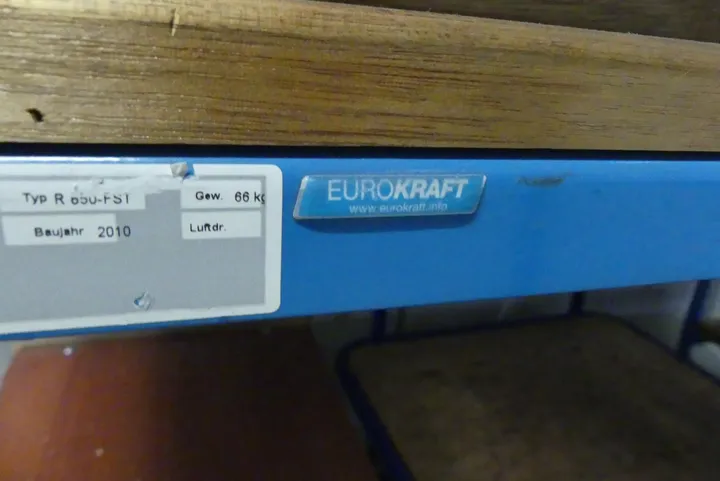 Typ R 650-FST
Gew. 66 kg
Baujahr 2010
Luftdr.
EUROKRAFT
www.eurokraft.info